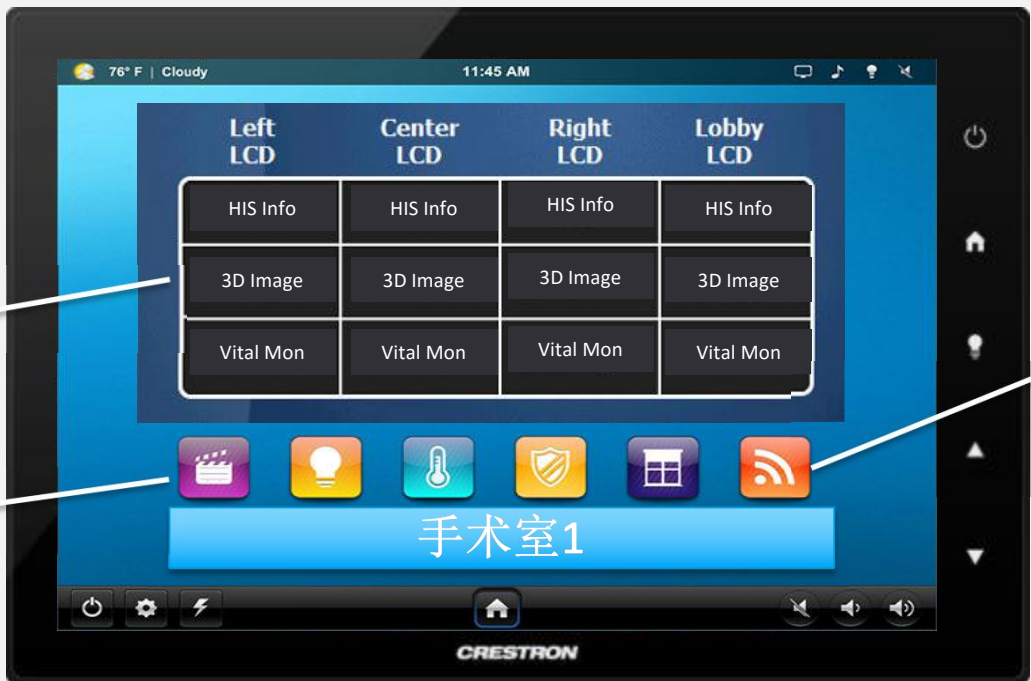 76° F | Cloudy 11:45 AM
Left LCD Center LCD Right LCD Lobby LCD
HIS Info HIS Info HIS Info HIS Info
3D Image 3D Image 3D Image 3D Image
Vital Mon Vital Mon Vital Mon Vital Mon
手术室1
CRESTRON